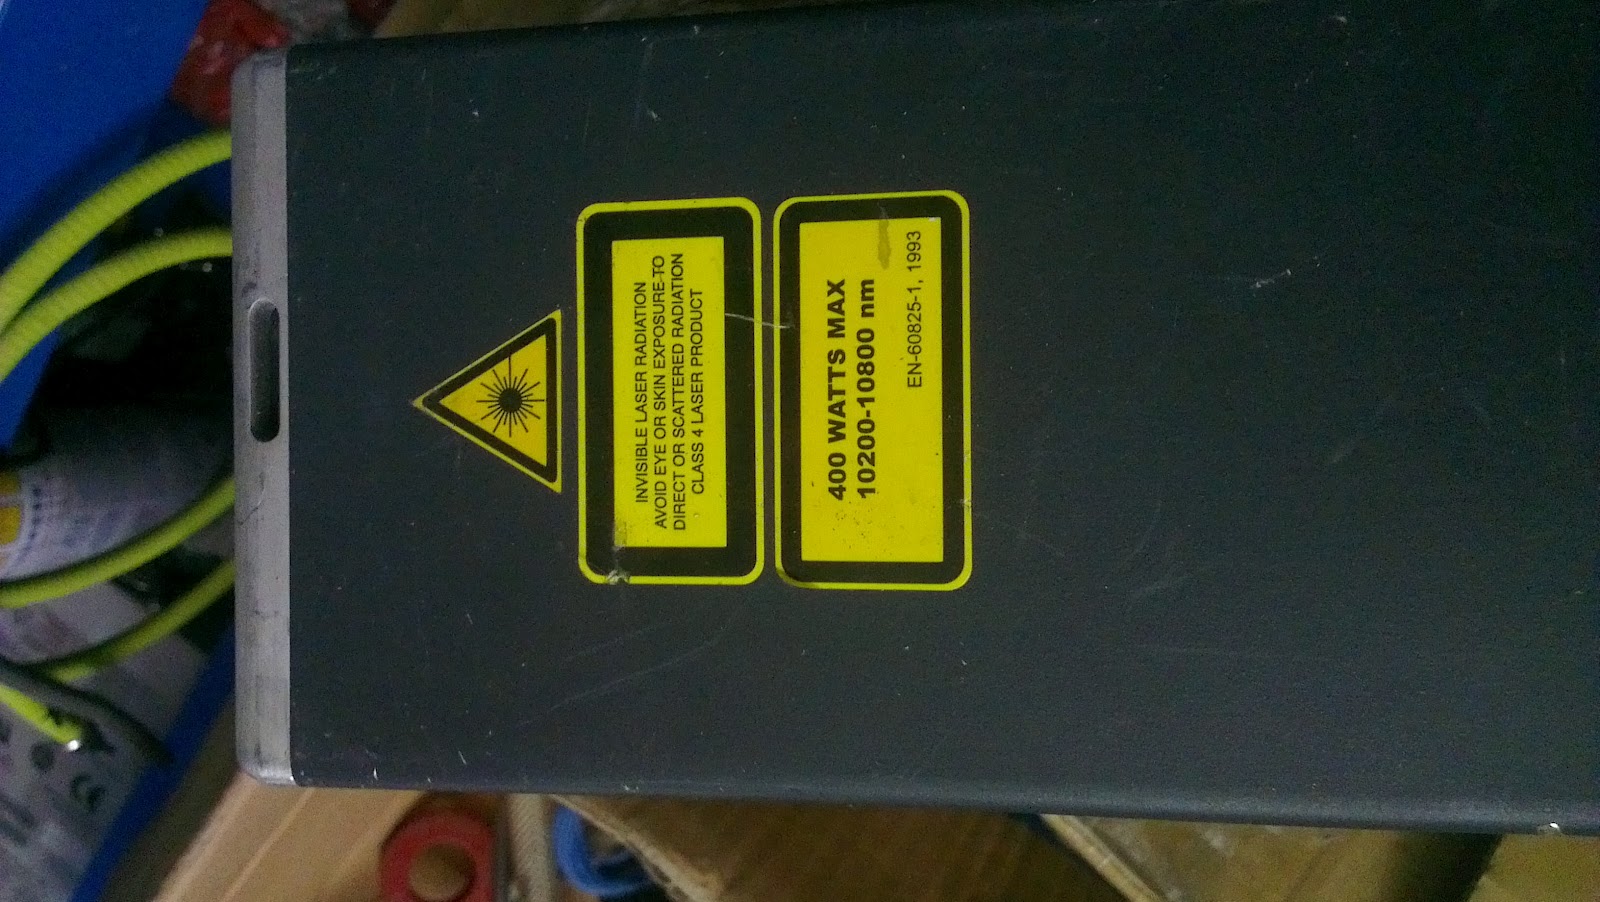 INVISIBLE LASER RADIATION
AVOID EYE OR SKIN EXPOSURE-TO
DIRECT OR SCATTERED RADIATION
CLASS 4 LASER PRODUCT
400 WATTS MAX
10200-10800 nm
EN-60825-1, 1993
CE